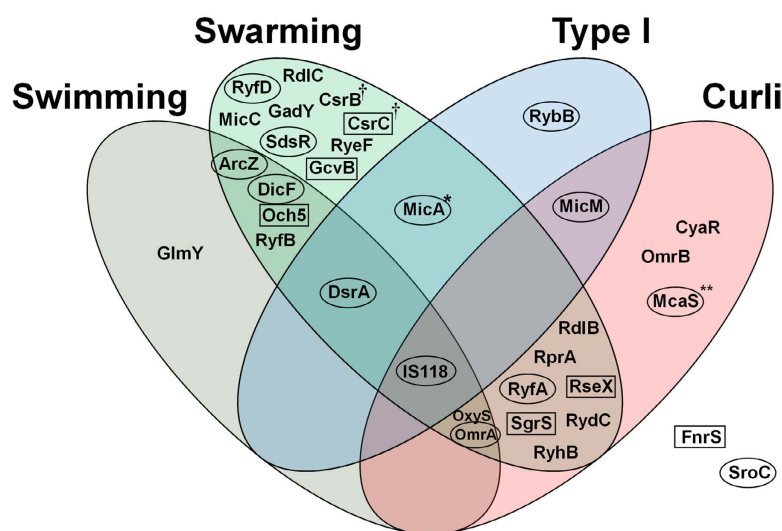 Swarming
Type I
Swimming
Curli
RyfD
RdlC
CsrB†
MicC
GadY
CsrC†
SdsR
RyeF
ArcZ
GcvB
DicF
Och5
RyfB
GlmY
RybB
MicA*
MicM
CyaR
OmrB
McaS**
DsrA
RdlB
RprA
IS118
RyfA
RseX
OxyS
OmrA
SgrS
RydC
RyhB
FnrS
SroC